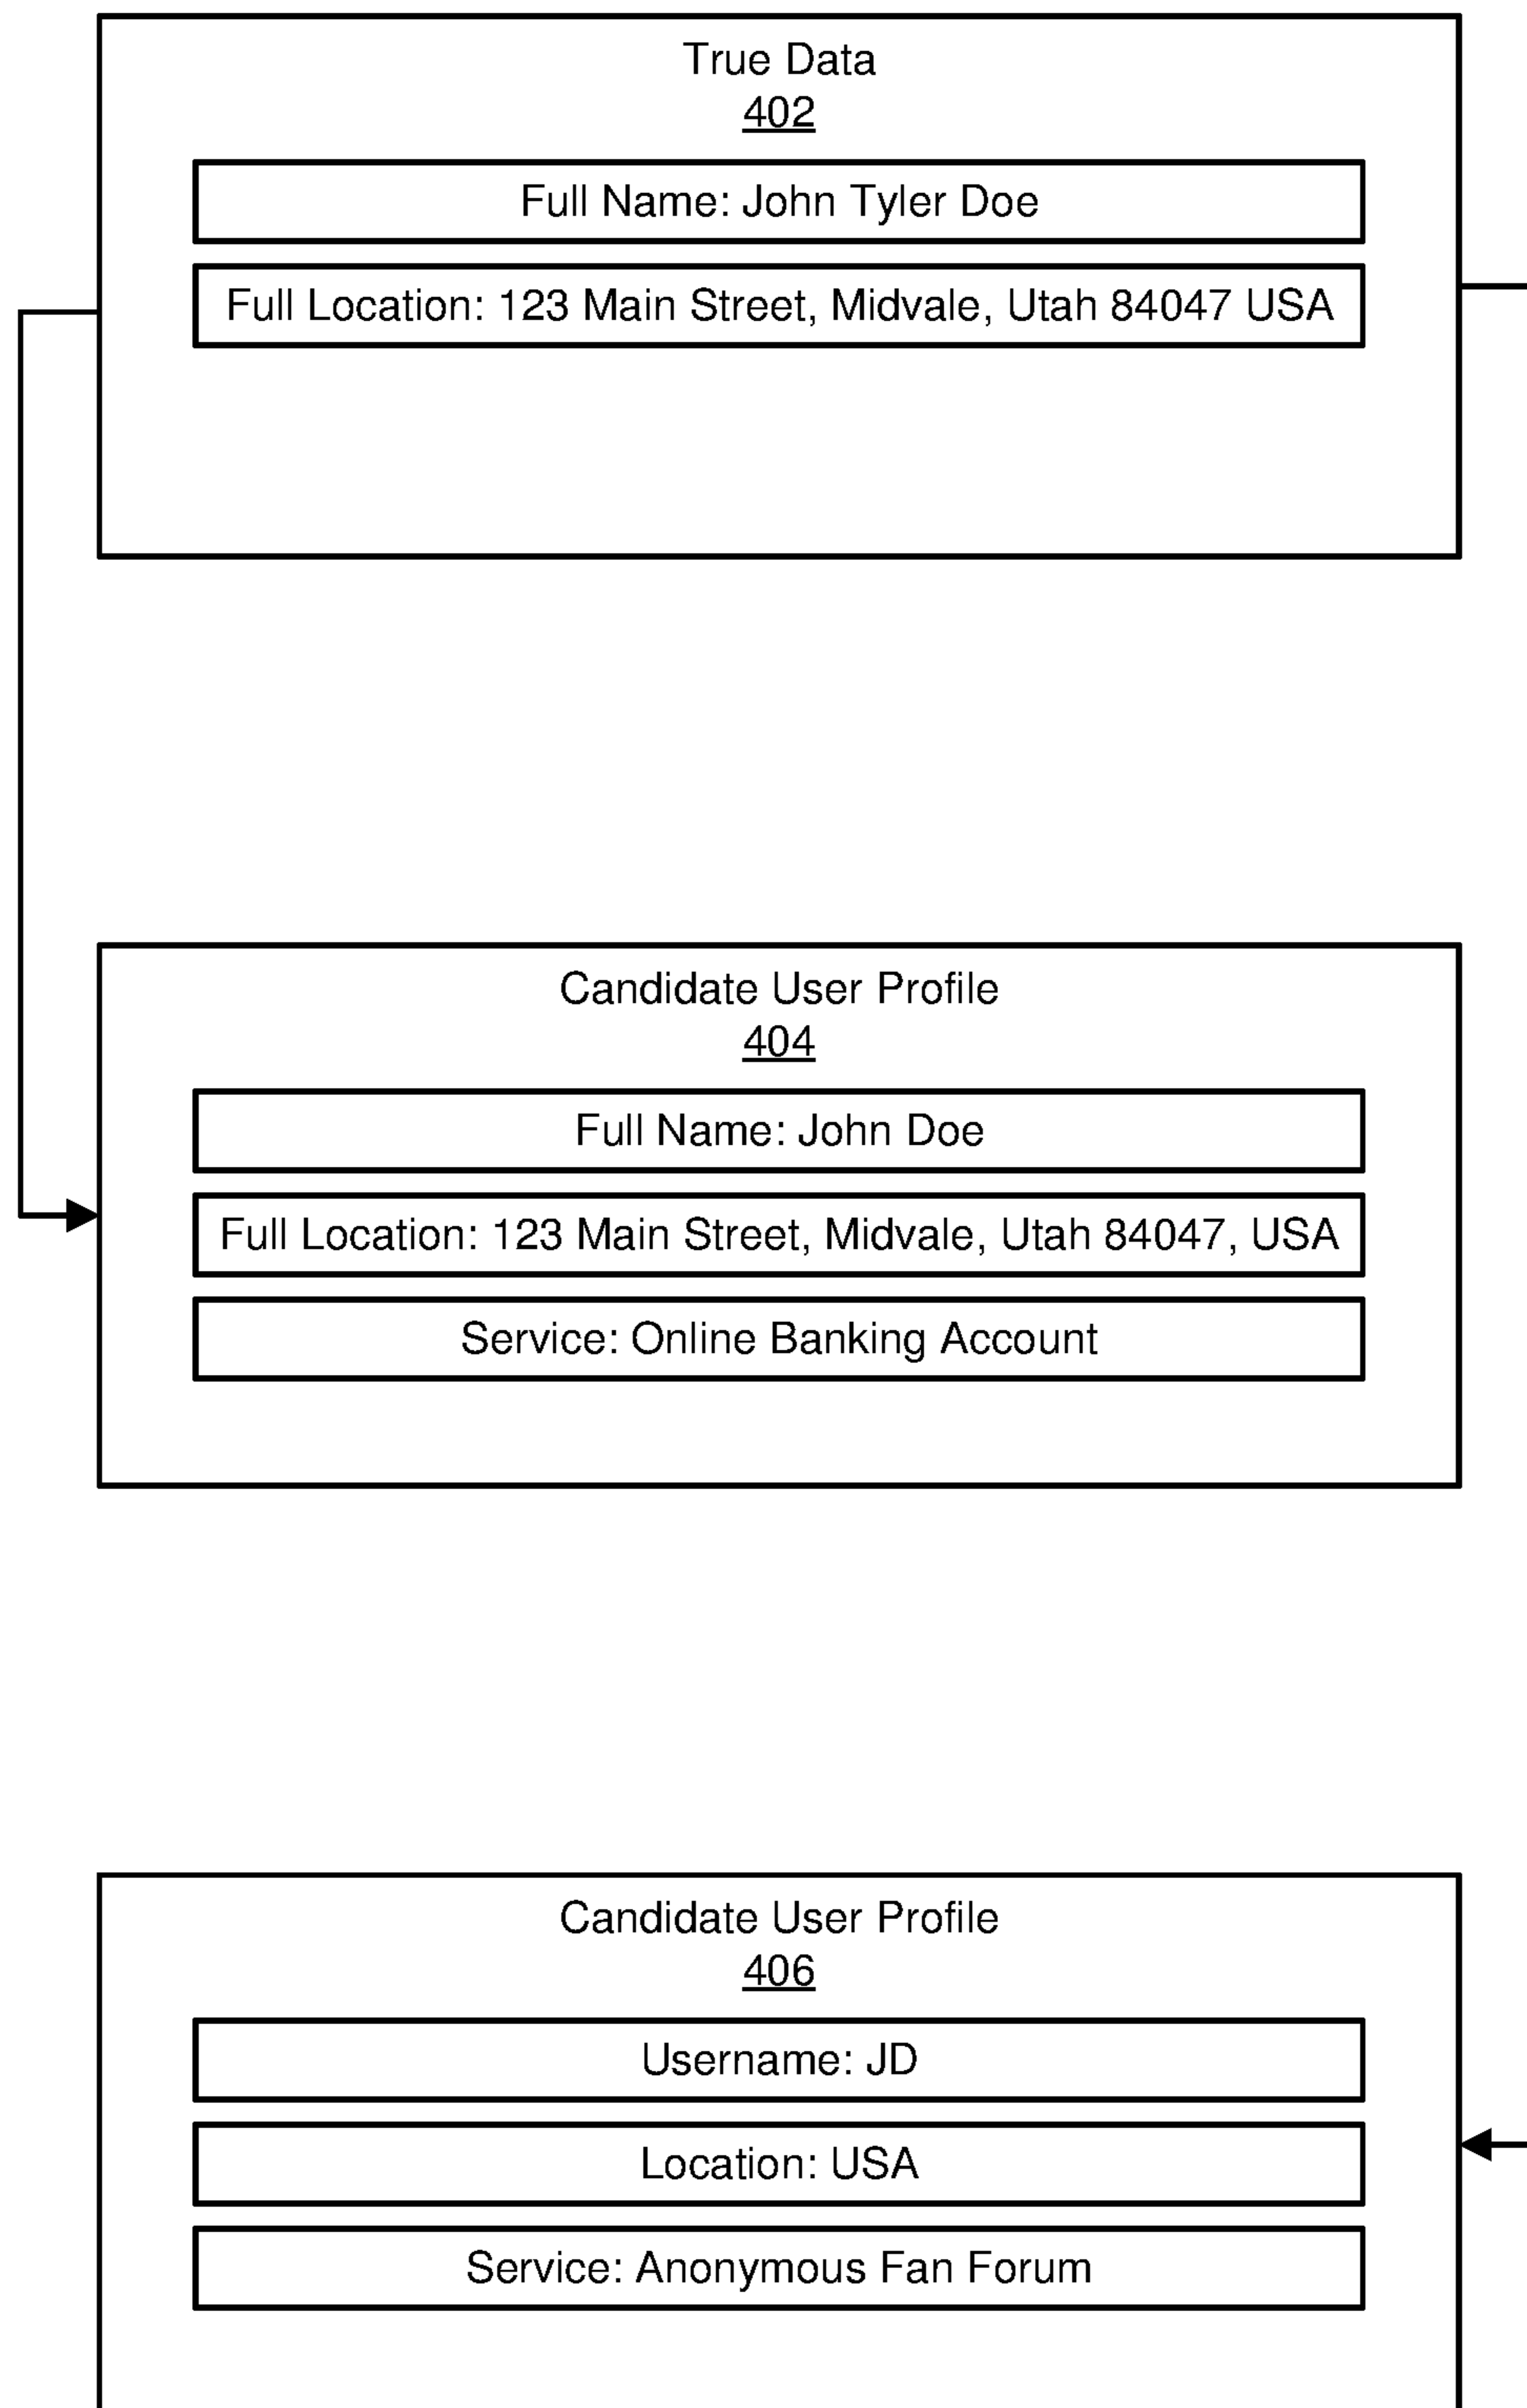 True Data
402
Full Name: John Tyler Doe
Full Location: 123 Main Street, Midvale, Utah 84047 USA
Candidate User Profile
404
Full Name: John Doe
Full Location: 123 Main Street, Midvale, Utah 84047, USA
Service: Online Banking Account
Candidate User Profile
406
Username: JD
Location: USA
Service: Anonymous Fan Forum